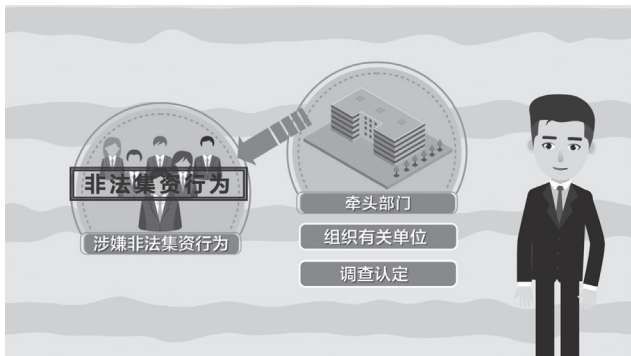 非法集资行为
涉嫌非法集资行为
牵头部门
组织有关单位
调查认定